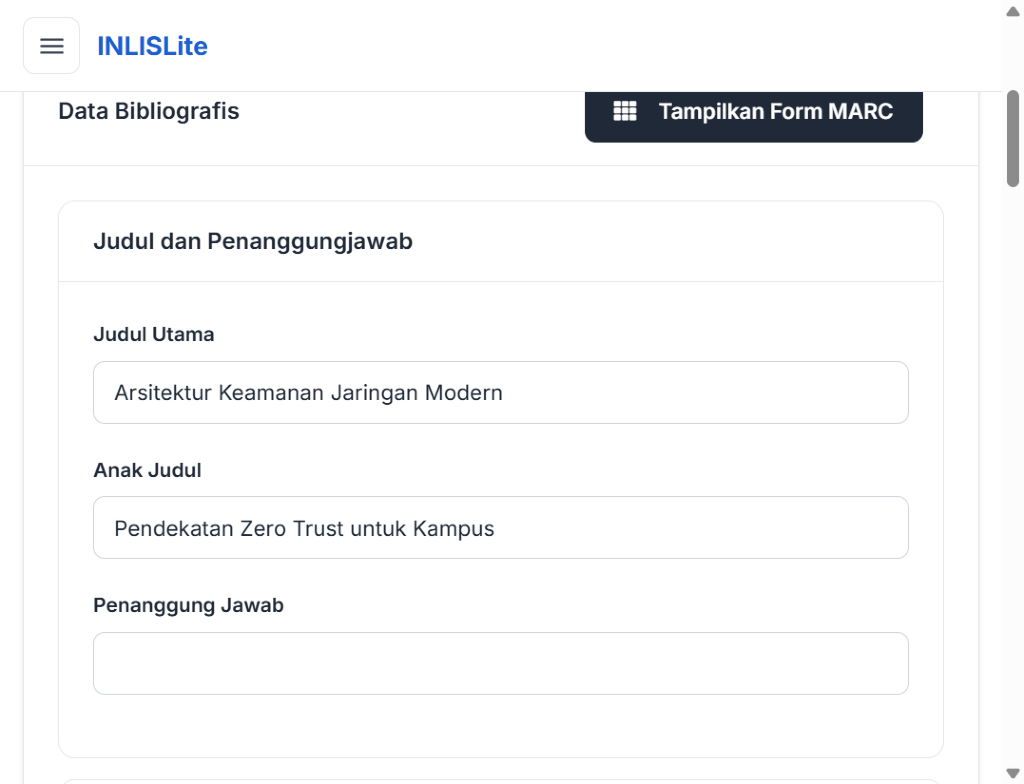 INLISLite
Data Bibliografis
Tampilkan Form MARC
Judul dan Penanggungjawab
Judul Utama
Arsitektur Keamanan Jaringan Modern
Anak Judul
Pendekatan Zero Trust untuk Kampus
Penanggung Jawab